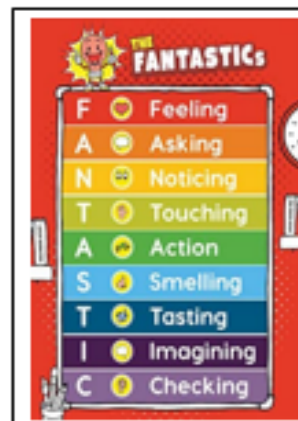 THE
FANTASTICs
F Feeling
A Asking
N Noticing
T Touching
A Action
S Smelling
T Tasting
I Imagining
C Checking